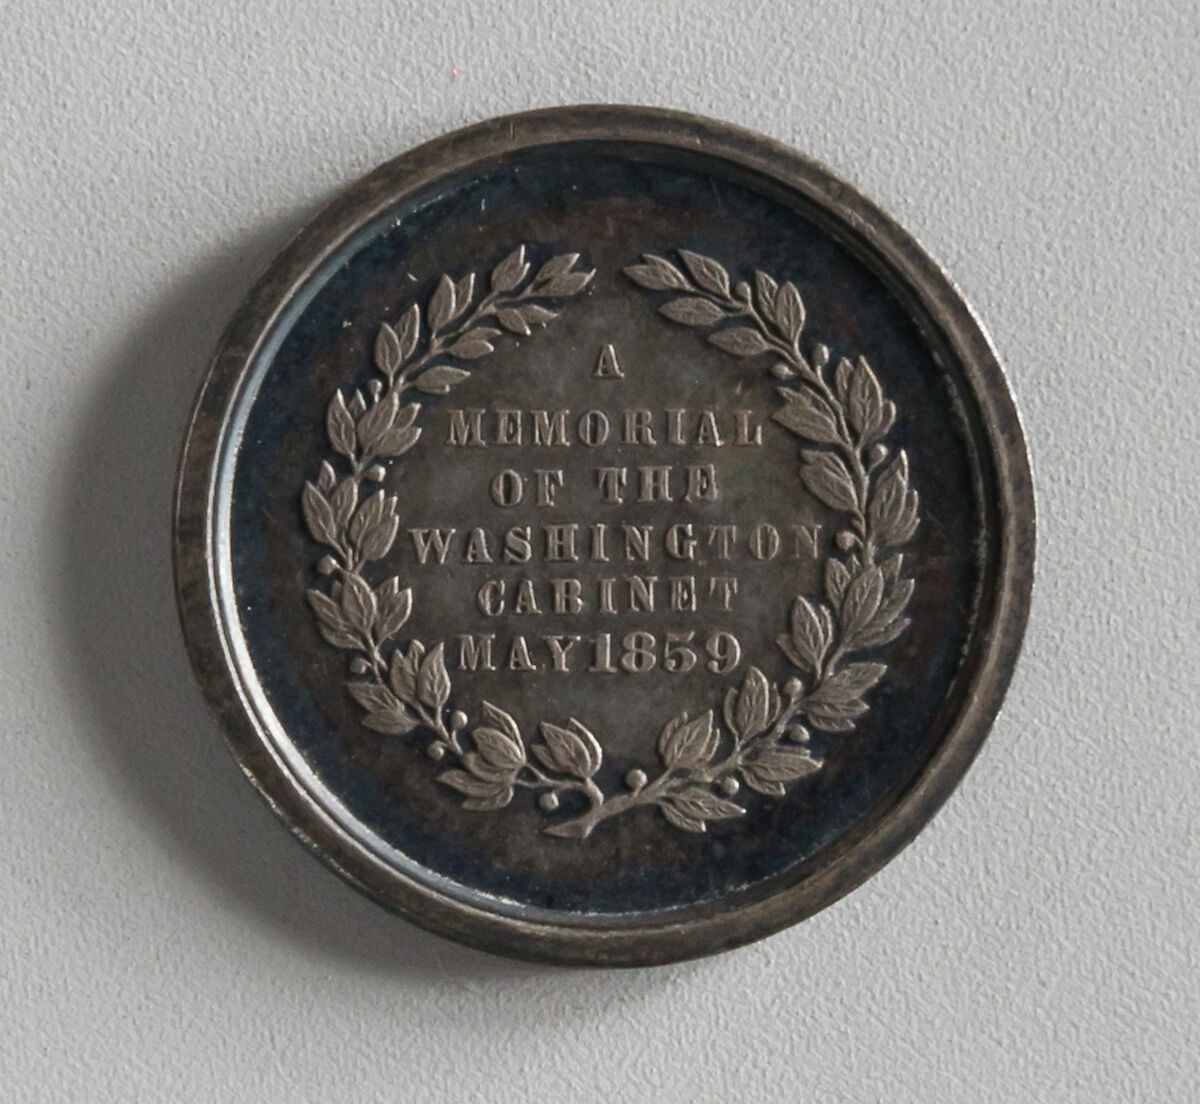 A
MEMORIAL
OF THE
WASHINGTON
CABINET
MAY 1859